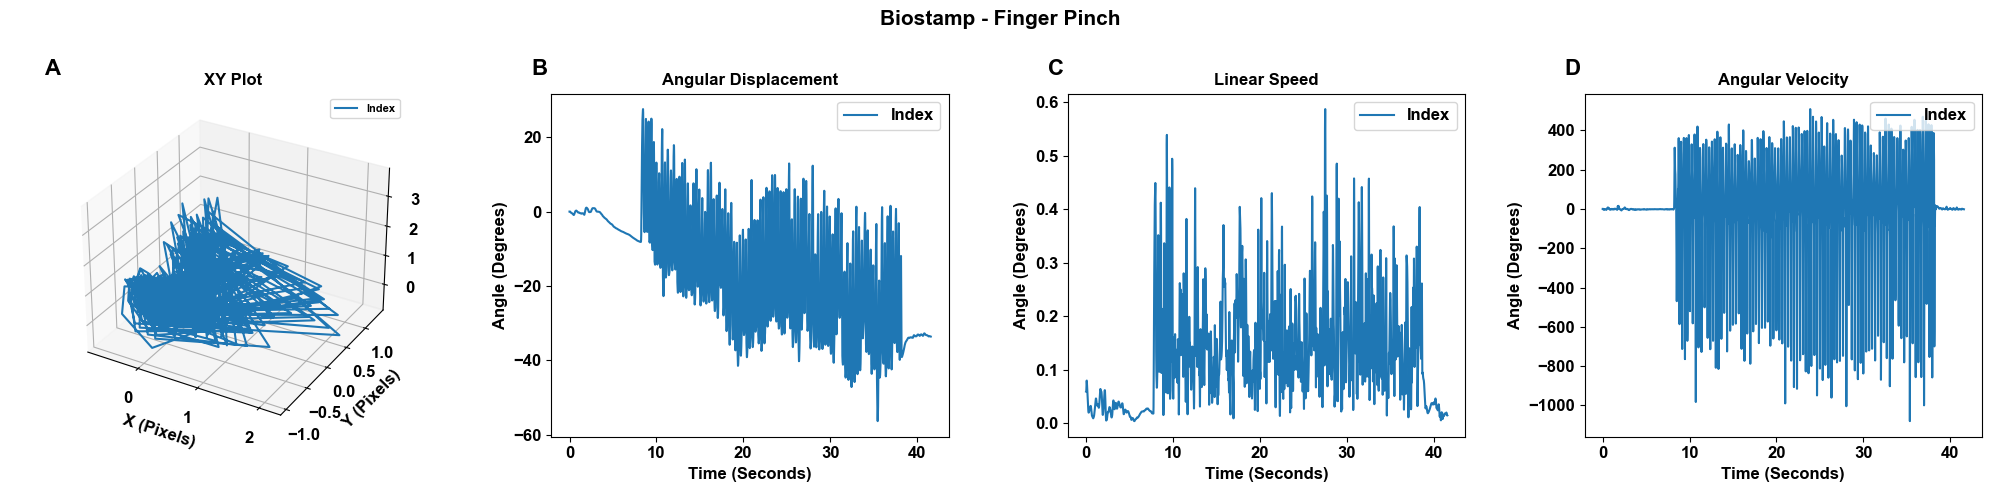 Biostamp - Finger Pinch
A
XY Plot
Index
3
2
1
0
1.0
0.5
0.0
−0.5
−1.0
0
1
2
X (Pixels)
Y (Pixels)
B
Angular Displacement
Index
20
0
−20
−40
−60
0 10 20 30 40
Angle (Degrees)
Time (Seconds)
C
Linear Speed
Index
0.6
0.5
0.4
0.3
0.2
0.1
0.0
0 10 20 30 40
Angle (Degrees)
Time (Seconds)
D
Angular Velocity
Index
400
200
0
−200
−400
−600
−800
−1000
0 10 20 30 40
Angle (Degrees)
Time (Seconds)